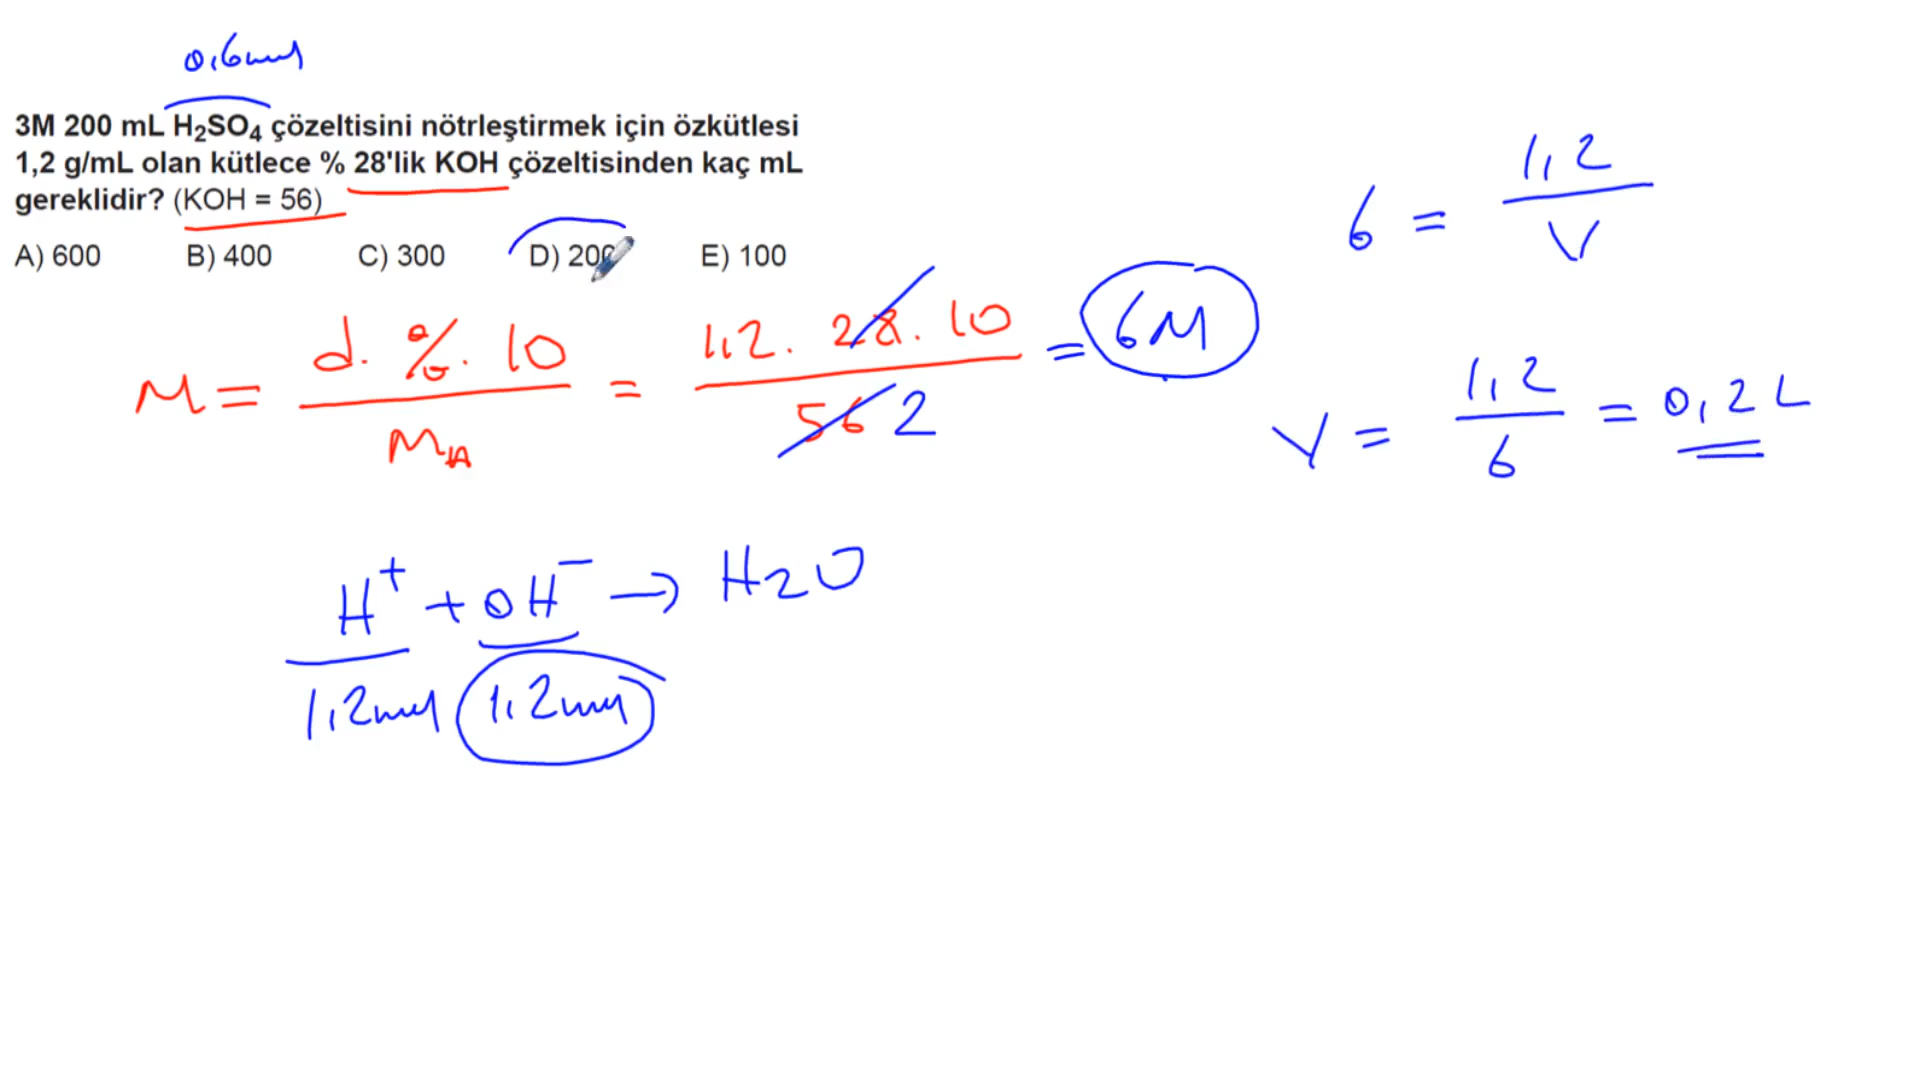 0,6mol
3M 200 mL H₂SO₄ çözeltisini nötrleştirmek için özkütlesi
1,2 g/mL olan kütlece % 28'lik KOH çözeltisinden kaç mL
gereklidir? (KOH = 56)
A) 600 B) 400 C) 300 D) 200 E) 100
M = d. %. 10 / MA = 1,2. 28. 10 / 56 2 = 6M
6 = 1,2 / V
V = 1,2 / 6 = 0,2 L
H⁺ + OH⁻ → H2O
1,2mol 1,2mol